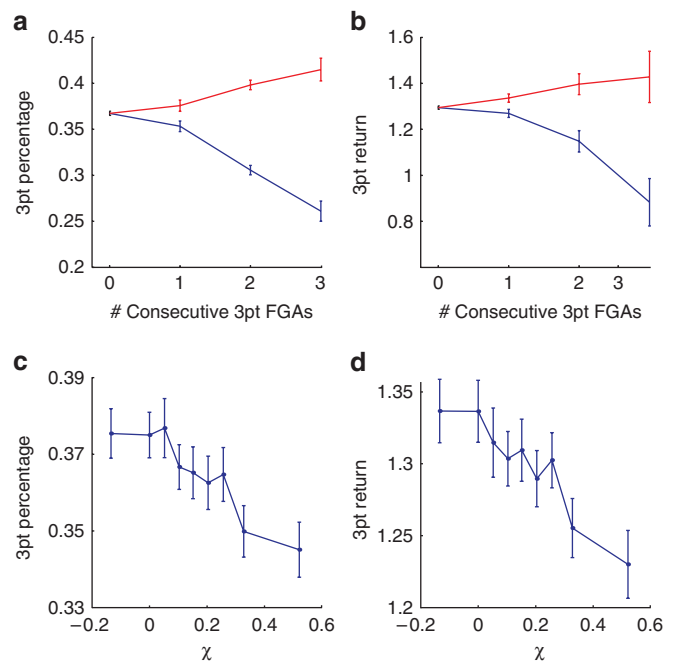 a
0.45
0.4
0.35
0.3
0.25
0.2
3pt percentage
0 1 2 3
# Consecutive 3pt FGAs
b
1.6
1.4
1.2
1
0.8
3pt return
0 1 2 3
# Consecutive 3pt FGAs
c
0.39
0.37
0.35
0.33
3pt percentage
−0.2 0 0.2 0.4 0.6
χ
d
1.35
1.3
1.25
1.2
3pt return
−0.2 0 0.2 0.4 0.6
χ